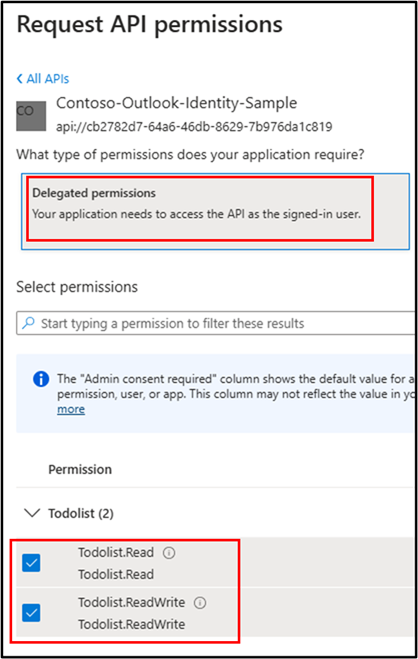 Request API permissions
All APIs
CO
Contoso-Outlook-Identity-Sample
api://cb2782d7-64a6-46db-8629-7b976da1c819
What type of permissions does your application require?
Delegated permissions
Your application needs to access the API as the signed-in user.
Select permissions
Start typing a permission to filter these results
The "Admin consent required" column shows the default value for a
permission, user, or app. This column may not reflect the value in yo
more
Permission
Todolist (2)
Todolist.Read
Todolist.Read
Todolist.ReadWrite
Todolist.ReadWrite